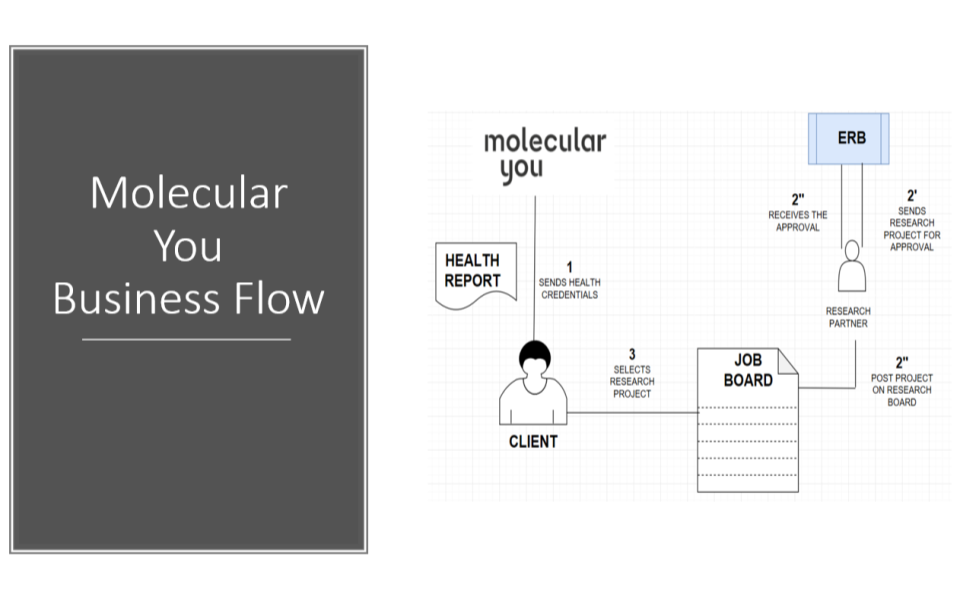 Molecular
You
Business Flow
molecular
you
ERB
2"
RECEIVES THE
APPROVAL
2'
SENDS
RESEARCH
PROJECT FOR
APPROVAL
HEALTH
REPORT
1
SENDS HEALTH
CREDENTIALS
RESEARCH
PARTNER
3
SELECTS
RESEARCH
PROJECT
JOB
BOARD
2"
POST PROJECT
ON RESEARCH
BOARD
CLIENT